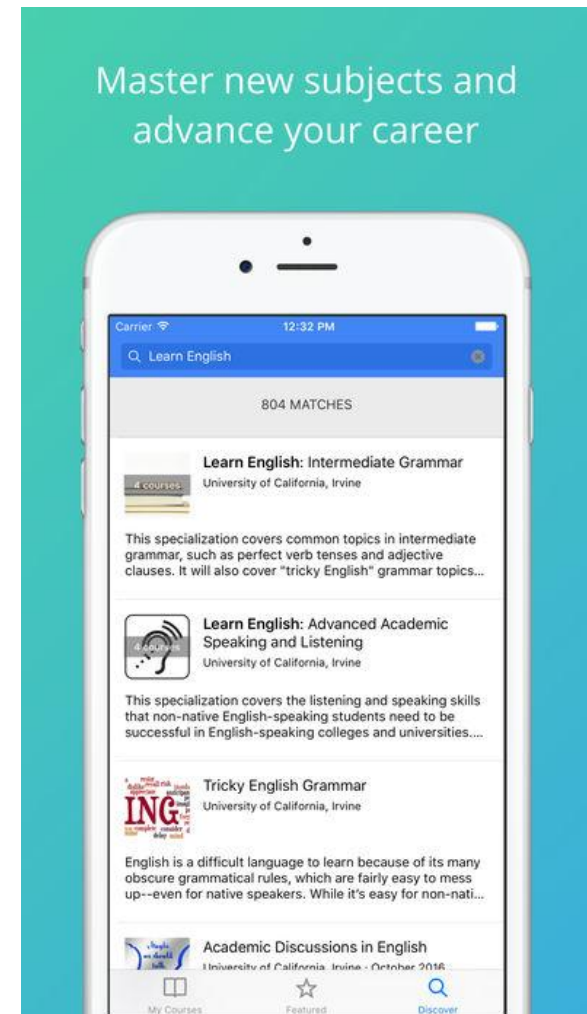 Master new subjects and
advance your career
Carrier
12:32 PM
Learn English
804 MATCHES
4 courses
Learn English: Intermediate Grammar
University of California, Irvine
This specialization covers common topics in intermediate
grammar, such as perfect verb tenses and adjective
clauses. It will also cover "tricky English" grammar topics...
4 courses
Learn English: Advanced Academic
Speaking and Listening
University of California, Irvine
This specialization covers the listening and speaking skills
that non-native English-speaking students need to be
successful in English-speaking colleges and universities....
ING
Tricky English Grammar
University of California, Irvine
English is a difficult language to learn because of its many
obscure grammatical rules, which are fairly easy to mess
up--even for native speakers. While it's easy for non-nati...
Maybe
we should
talk
Academic Discussions in English
University of California, Irvine - October 2016
My Courses
Featured
Discover